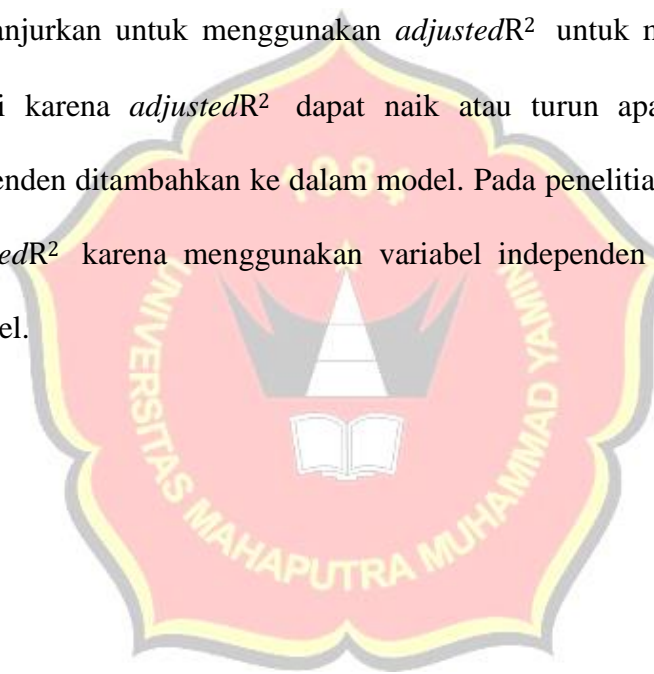 anjurkan untuk menggunakan adjustedR² untuk m
i karena adjustedR² dapat naik atau turun apa
enden ditambahkan ke dalam model. Pada penelitia
edR² karena menggunakan variabel independen
el.
1984
UNIVERSITAS MAHAPUTRA MUHAMMAD YAMIN